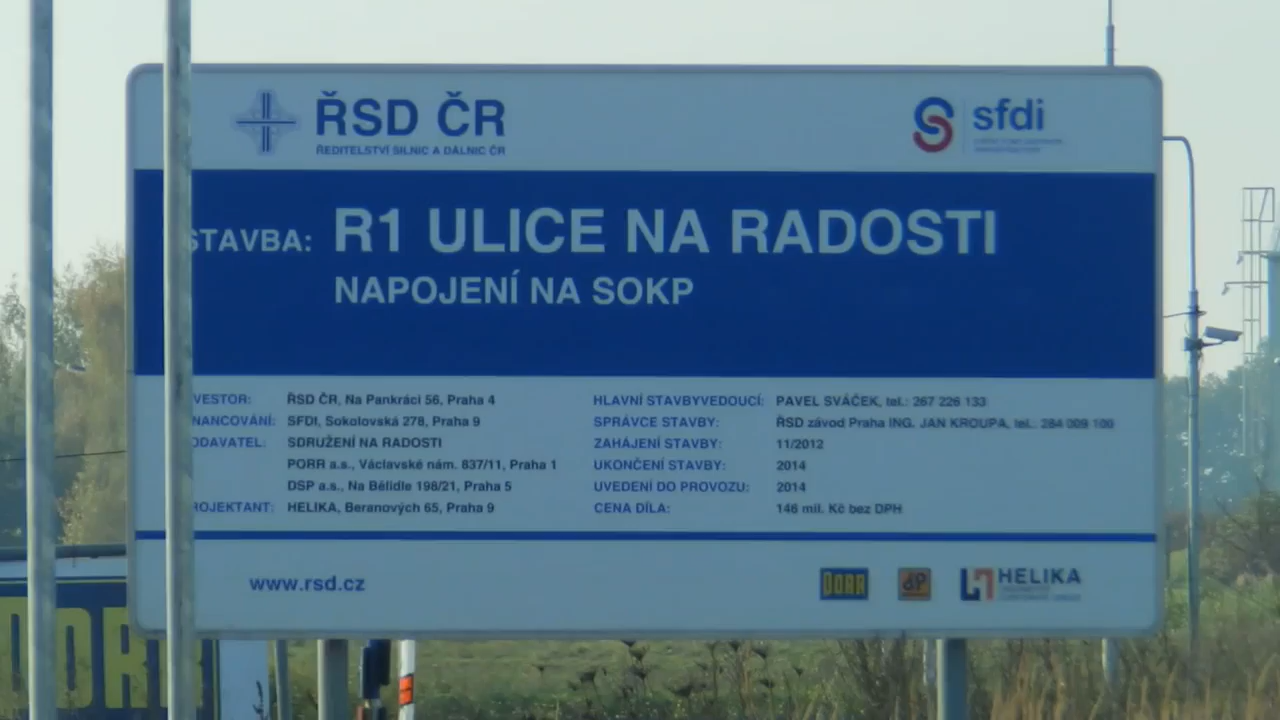 ŘSD ČR
ŘEDITELSTVÍ SILNIC A DÁLNIC ČR
sfdi
STAVBA: R1 ULICE NA RADOSTI
NAPOJENÍ NA SOKP
VESTOR: ŘSD ČR, Na Pankráci 56, Praha 4
NANCOVÁNÍ: SFDI, Sokolovská 278, Praha 9
ODAVATEL: SDRUŽENÍ NA RADOSTI
PORR a.s., Václavské nám. 837/11, Praha 1
DSP a.s., Na Bělidle 198/21, Praha 5
ROJEKTANT: HELIKA, Beranových 65, Praha 9
HLAVNÍ STAVBYVEDOUCÍ: PAVEL SVÁČEK, tel.: 267 226 133
SPRÁVCE STAVBY: ŘSD závod Praha ING. JAN KROUPA, tel.. 284 009 100
ZAHÁJENÍ STAVBY: 11/2012
UKONČENÍ STAVBY: 2014
UVEDENÍ DO PROVOZU: 2014
CENA DÍLA: 146 mil. Kč bez DPH
www.rsd.cz
PORR
HELIKA
PORR